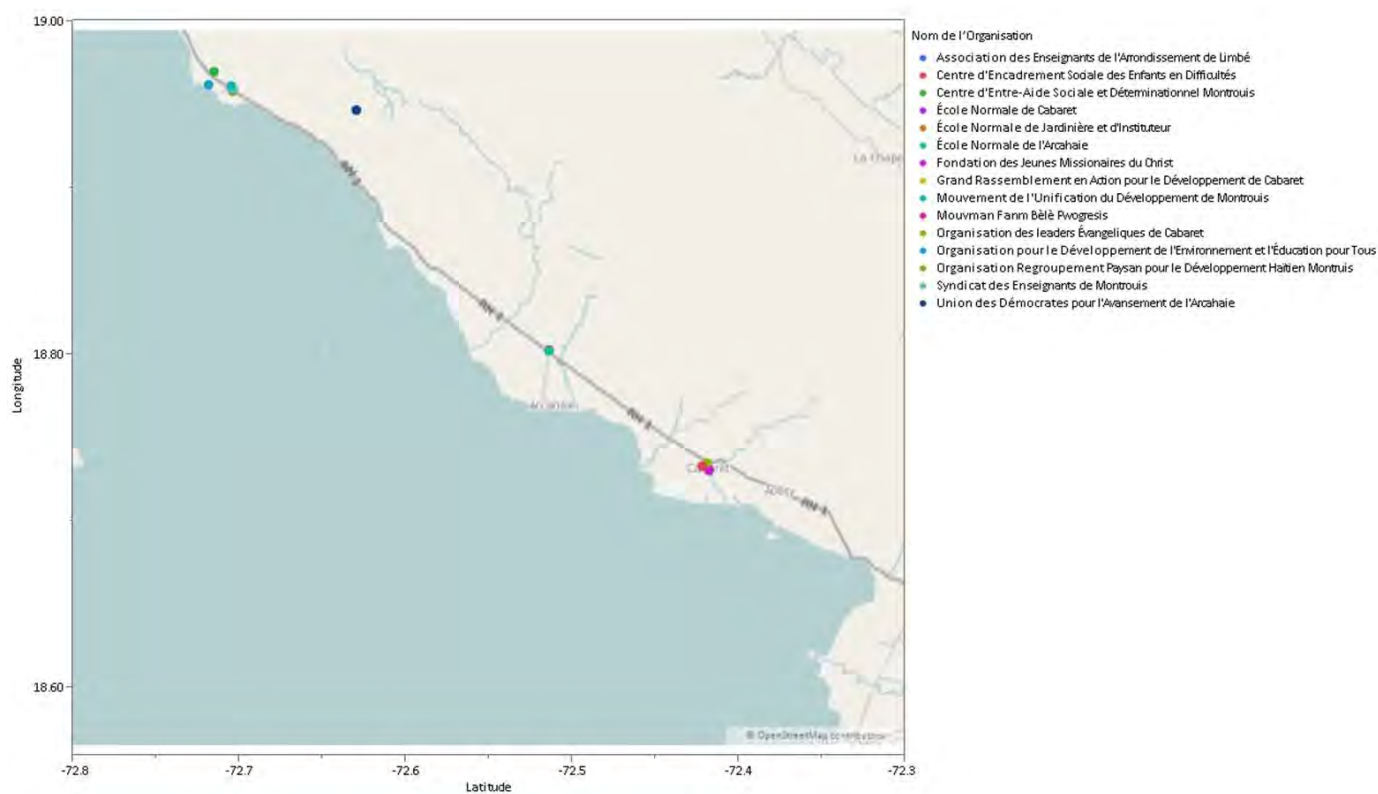 19.00
Nom de l'Organisation
Association des Enseignants de l'Arrondissement de Limbé
Centre d'Encadrement Sociale des Enfants en Difficultés
Centre d'Entre-Aide Sociale et Déterminationnel Montrouis
École Normale de Cabaret
École Normale de Jardinière et d'Instituteur
École Normale de l'Arcahaie
Fondation des Jeunes Missionaires du Christ
Grand Rassemblement en Action pour le Développement de Cabaret
Mouvement de l'Unification du Développement de Montrouis
Mouvman Fanm Bèlè Pwogresis
Organisation des leaders Évangeliques de Cabaret
Organisation pour le Développement de l'Environnement et l'Éducation pour Tous
Organisation Regroupement Paysan pour le Développement Haïtien Montruis
Syndicat des Enseignants de Montrouis
Union des Démocrates pour l'Avansement de l'Arcahaie
La Chap
RN 1
RN 1
18.80
Longitude
RN 1
RN 1
18.60
© OpenStreetMap contributors
-72.8
-72.7
-72.6
-72.5
-72.4
-72.3
Latitude